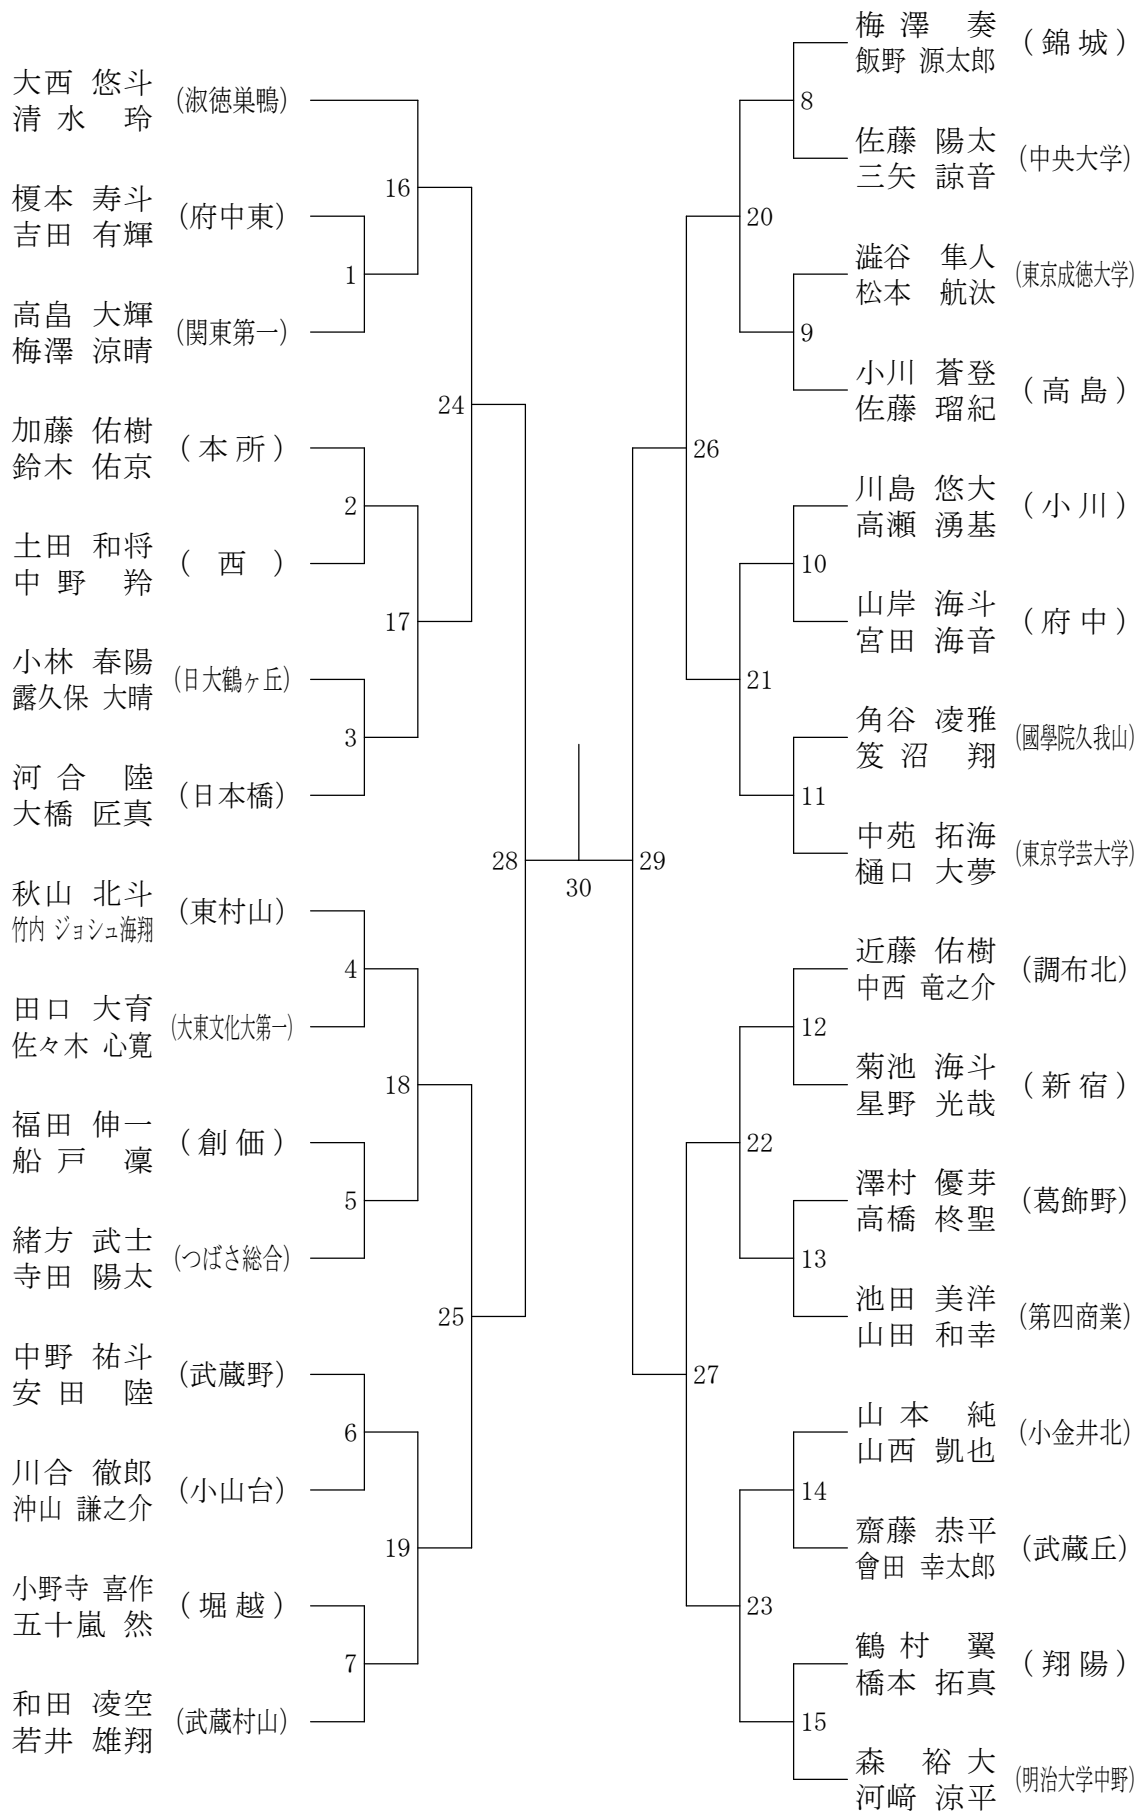 大西 悠斗
清水 玲
(淑徳巣鴨)
榎本 寿斗
吉田 有輝
(府中東)
高畠 大輝
梅澤 涼晴
(関東第一)
加藤 佑樹
鈴木 佑京
(本所)
土田 和将
中野 羚
(西)
小林 春陽
露久保 大晴
(日大鶴ヶ丘)
河合 陸
大橋 匠真
(日本橋)
秋山 北斗
竹内 ジョシュ海翔
(東村山)
田口 大育
佐々木 心寛
(大東文化大第一)
福田 伸一
船戸 凜
(創価)
緒方 武士
寺田 陽太
(つばさ総合)
中野 祐斗
安田 陸
(武蔵野)
川合 徹郎
沖山 謙之介
(小山台)
小野寺 喜作
五十嵐 然
(堀越)
和田 凌空
若井 雄翔
(武蔵村山)
1
2
3
4
5
6
7
16
17
18
19
24
25
28
30
29
26
27
20
21
22
23
8
9
10
11
12
13
14
15
梅澤 奏
飯野 源太郎
(錦城)
佐藤 陽太
三矢 諒音
(中央大学)
澁谷 隼人
松本 航汰
(東京成徳大学)
小川 蒼登
佐藤 瑠紀
(高島)
川島 悠大
高瀬 湧基
(小川)
山岸 海斗
宮田 海音
(府中)
角谷 凌雅
笈沼 翔
(國學院久我山)
中苑 拓海
樋口 大夢
(東京学芸大学)
近藤 佑樹
中西 竜之介
(調布北)
菊池 海斗
星野 光哉
(新宿)
澤村 優芽
高橋 柊聖
(葛飾野)
池田 美洋
山田 和幸
(第四商業)
山本 純
山西 凱也
(小金井北)
齋藤 恭平
會田 幸太郎
(武蔵丘)
鶴村 翼
橋本 拓真
(翔陽)
森 裕大
河﨑 涼平
(明治大学中野)